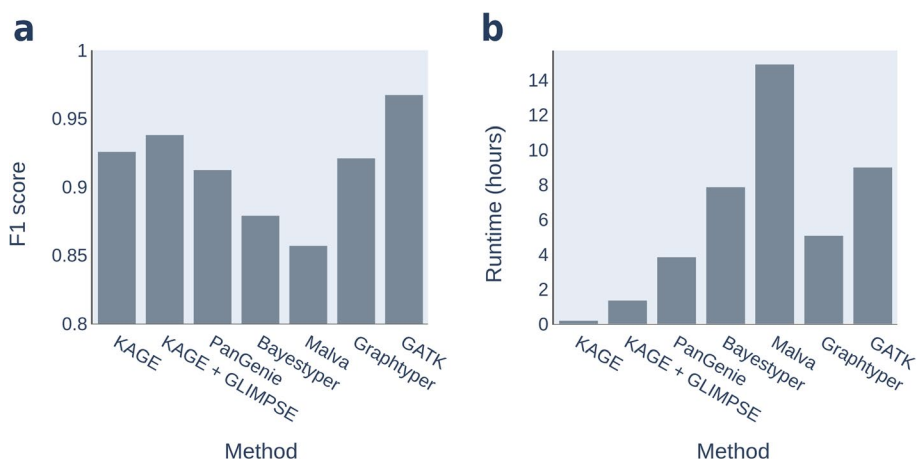 a
F1 score
1
0.95
0.9
0.85
0.8
KAGE
KAGE + GLIMPSE
PanGenie
Bayestyper
Malva
Graphtyper
GATK
Method
b
Runtime (hours)
14
12
10
8
6
4
2
0
KAGE
KAGE + GLIMPSE
PanGenie
Bayestyper
Malva
Graphtyper
GATK
Method